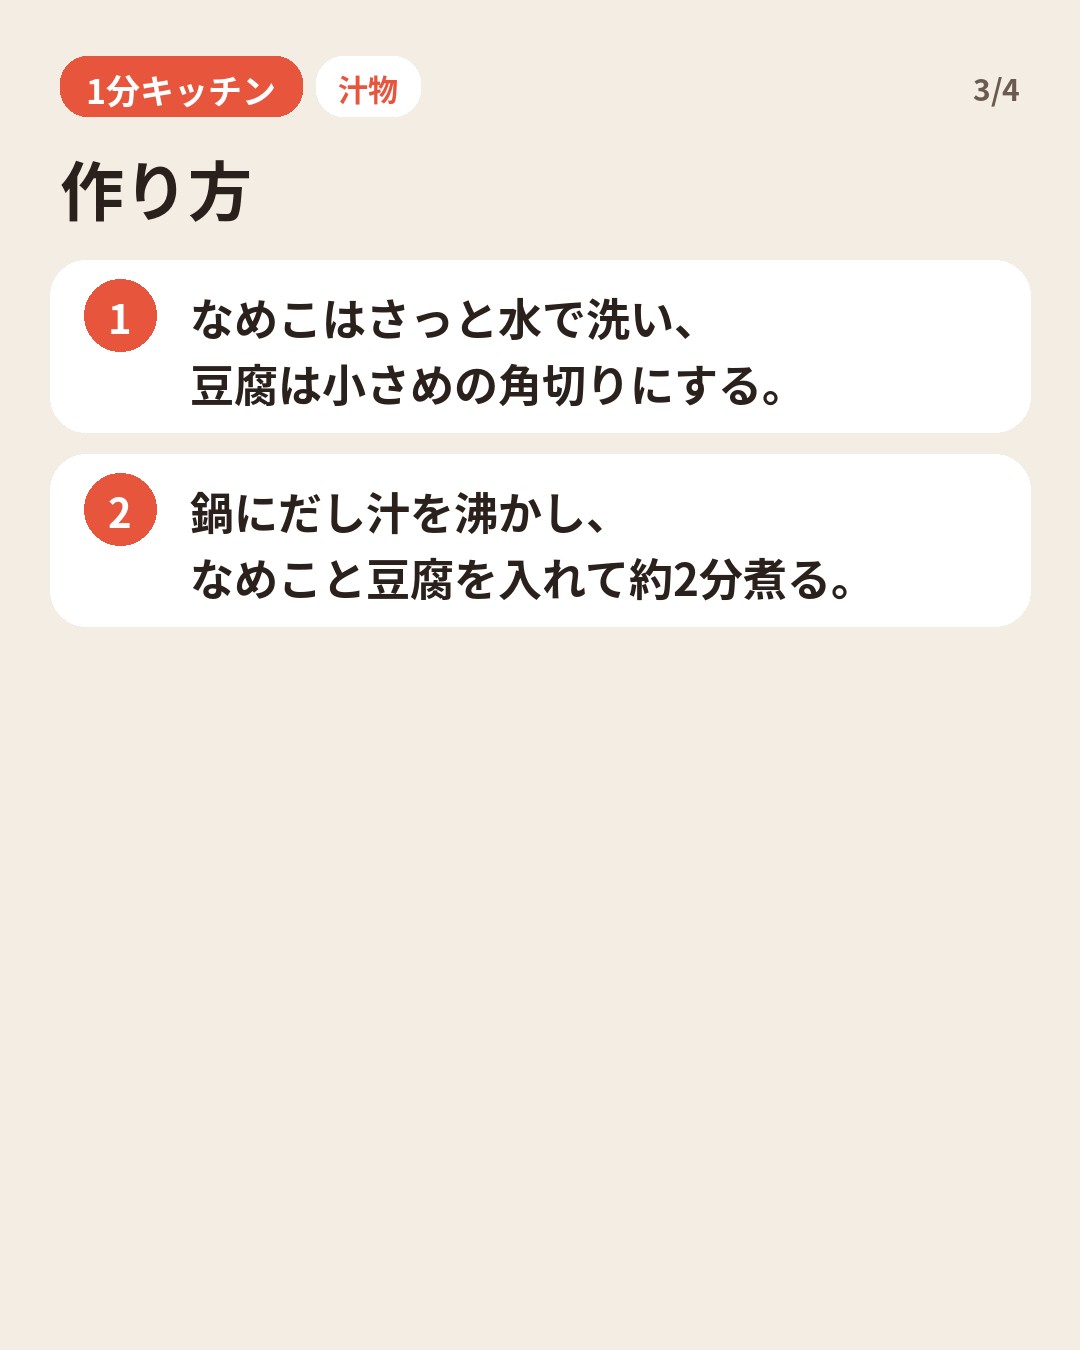 1分キッチン 汁物 3/4
作り方
1 なめこはさっと水で洗い、
豆腐は小さめの角切りにする。
2 鍋にだし汁を沸かし、
なめこと豆腐を入れて約2分煮る。